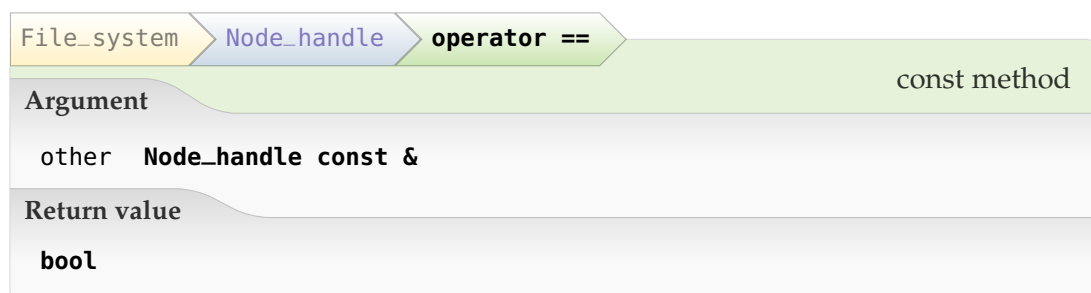 File_system Node_handle operator ==
const method
Argument
other Node_handle const &
Return value
bool